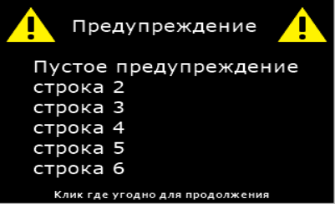 Предупреждение
Пустое предупреждение
строка 2
строка 3
строка 4
строка 5
строка 6
Клик где угодно для продолжения